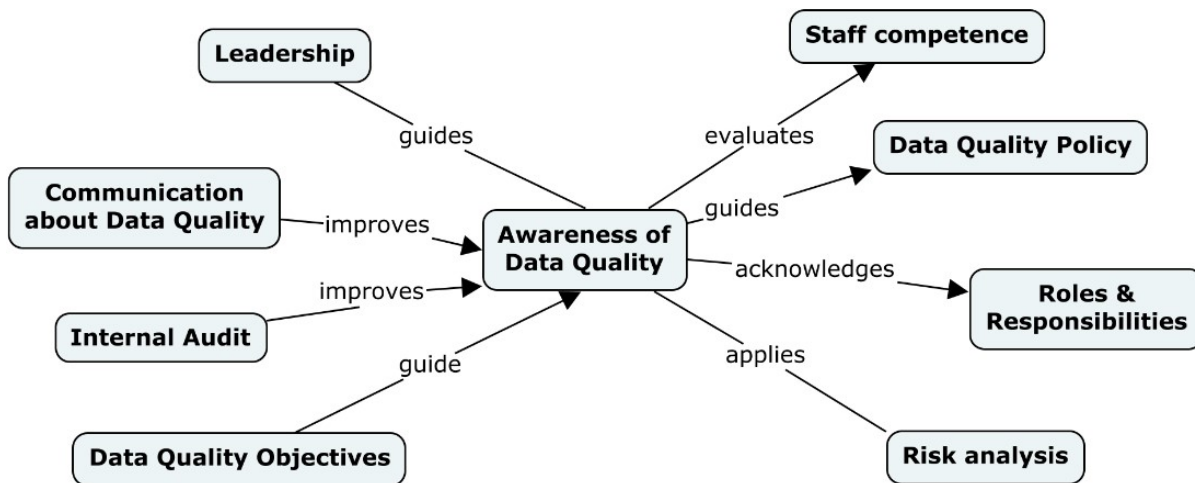 Leadership
Staff competence
guides
evaluates
Data Quality Policy
Communication
about Data Quality
improves
guides
Awareness of
Data Quality
improves
acknowledges
Roles &
Responsibilities
Internal Audit
guide
applies
Data Quality Objectives
Risk analysis